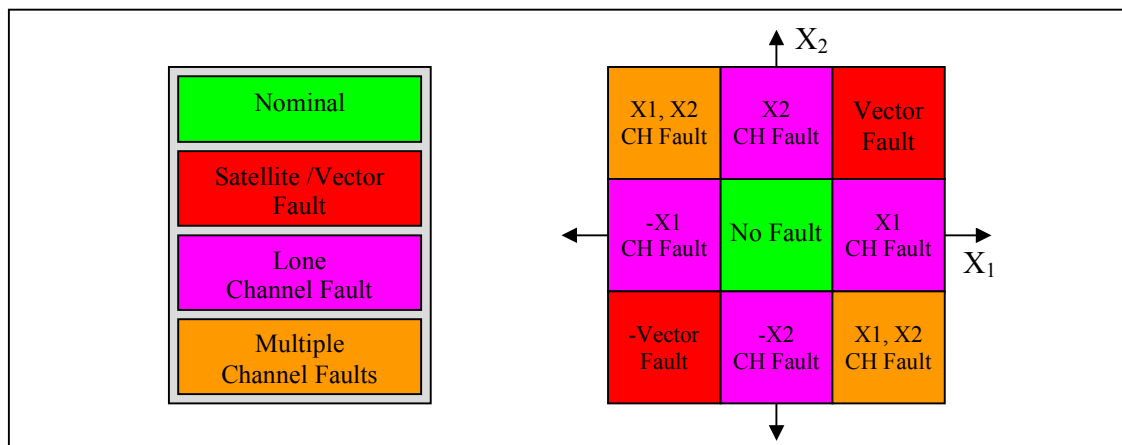 Nominal
Satellite /Vector
Fault
Lone
Channel Fault
Multiple
Channel Faults
X2
X1, X2
CH Fault
X2
CH Fault
Vector
Fault
-X1
CH Fault
No Fault
X1
CH Fault
X1
-Vector
Fault
-X2
CH Fault
X1, X2
CH Fault